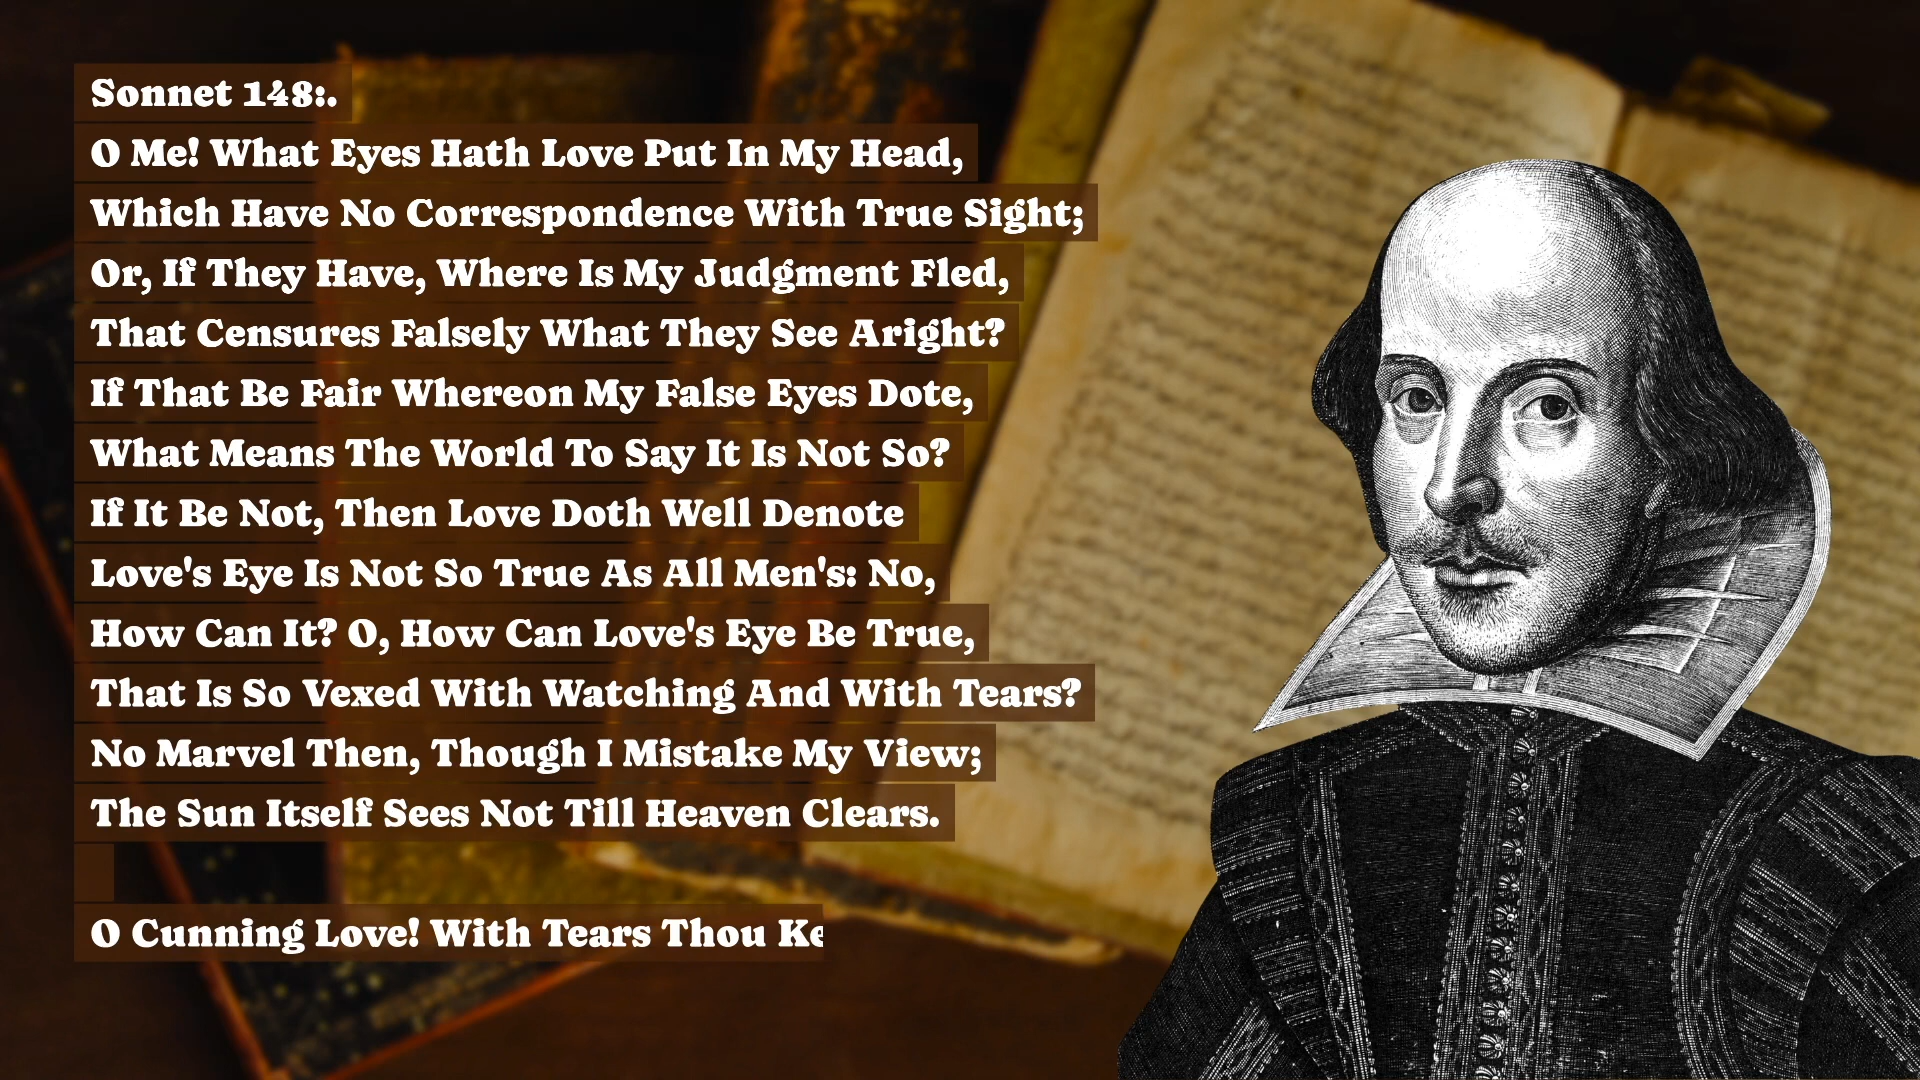 Sonnet 148:.
O Me! What Eyes Hath Love Put In My Head,
Which Have No Correspondence With True Sight;
Or, If They Have, Where Is My Judgment Fled,
That Censures Falsely What They See Aright?
If That Be Fair Whereon My False Eyes Dote,
What Means The World To Say It Is Not So?
If It Be Not, Then Love Doth Well Denote
Love's Eye Is Not So True As All Men's: No,
How Can It? O, How Can Love's Eye Be True,
That Is So Vexed With Watching And With Tears?
No Marvel Then, Though I Mistake My View;
The Sun Itself Sees Not Till Heaven Clears.
O Cunning Love! With Tears Thou Ke